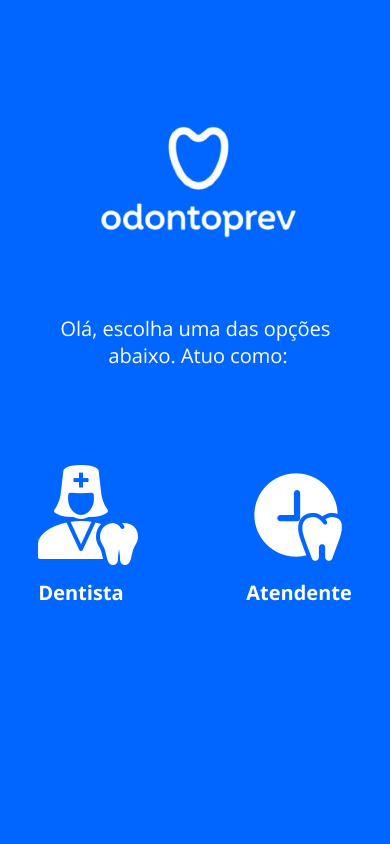 odontoprev
Olá, escolha uma das opções
abaixo. Atuo como:
Dentista
Atendente